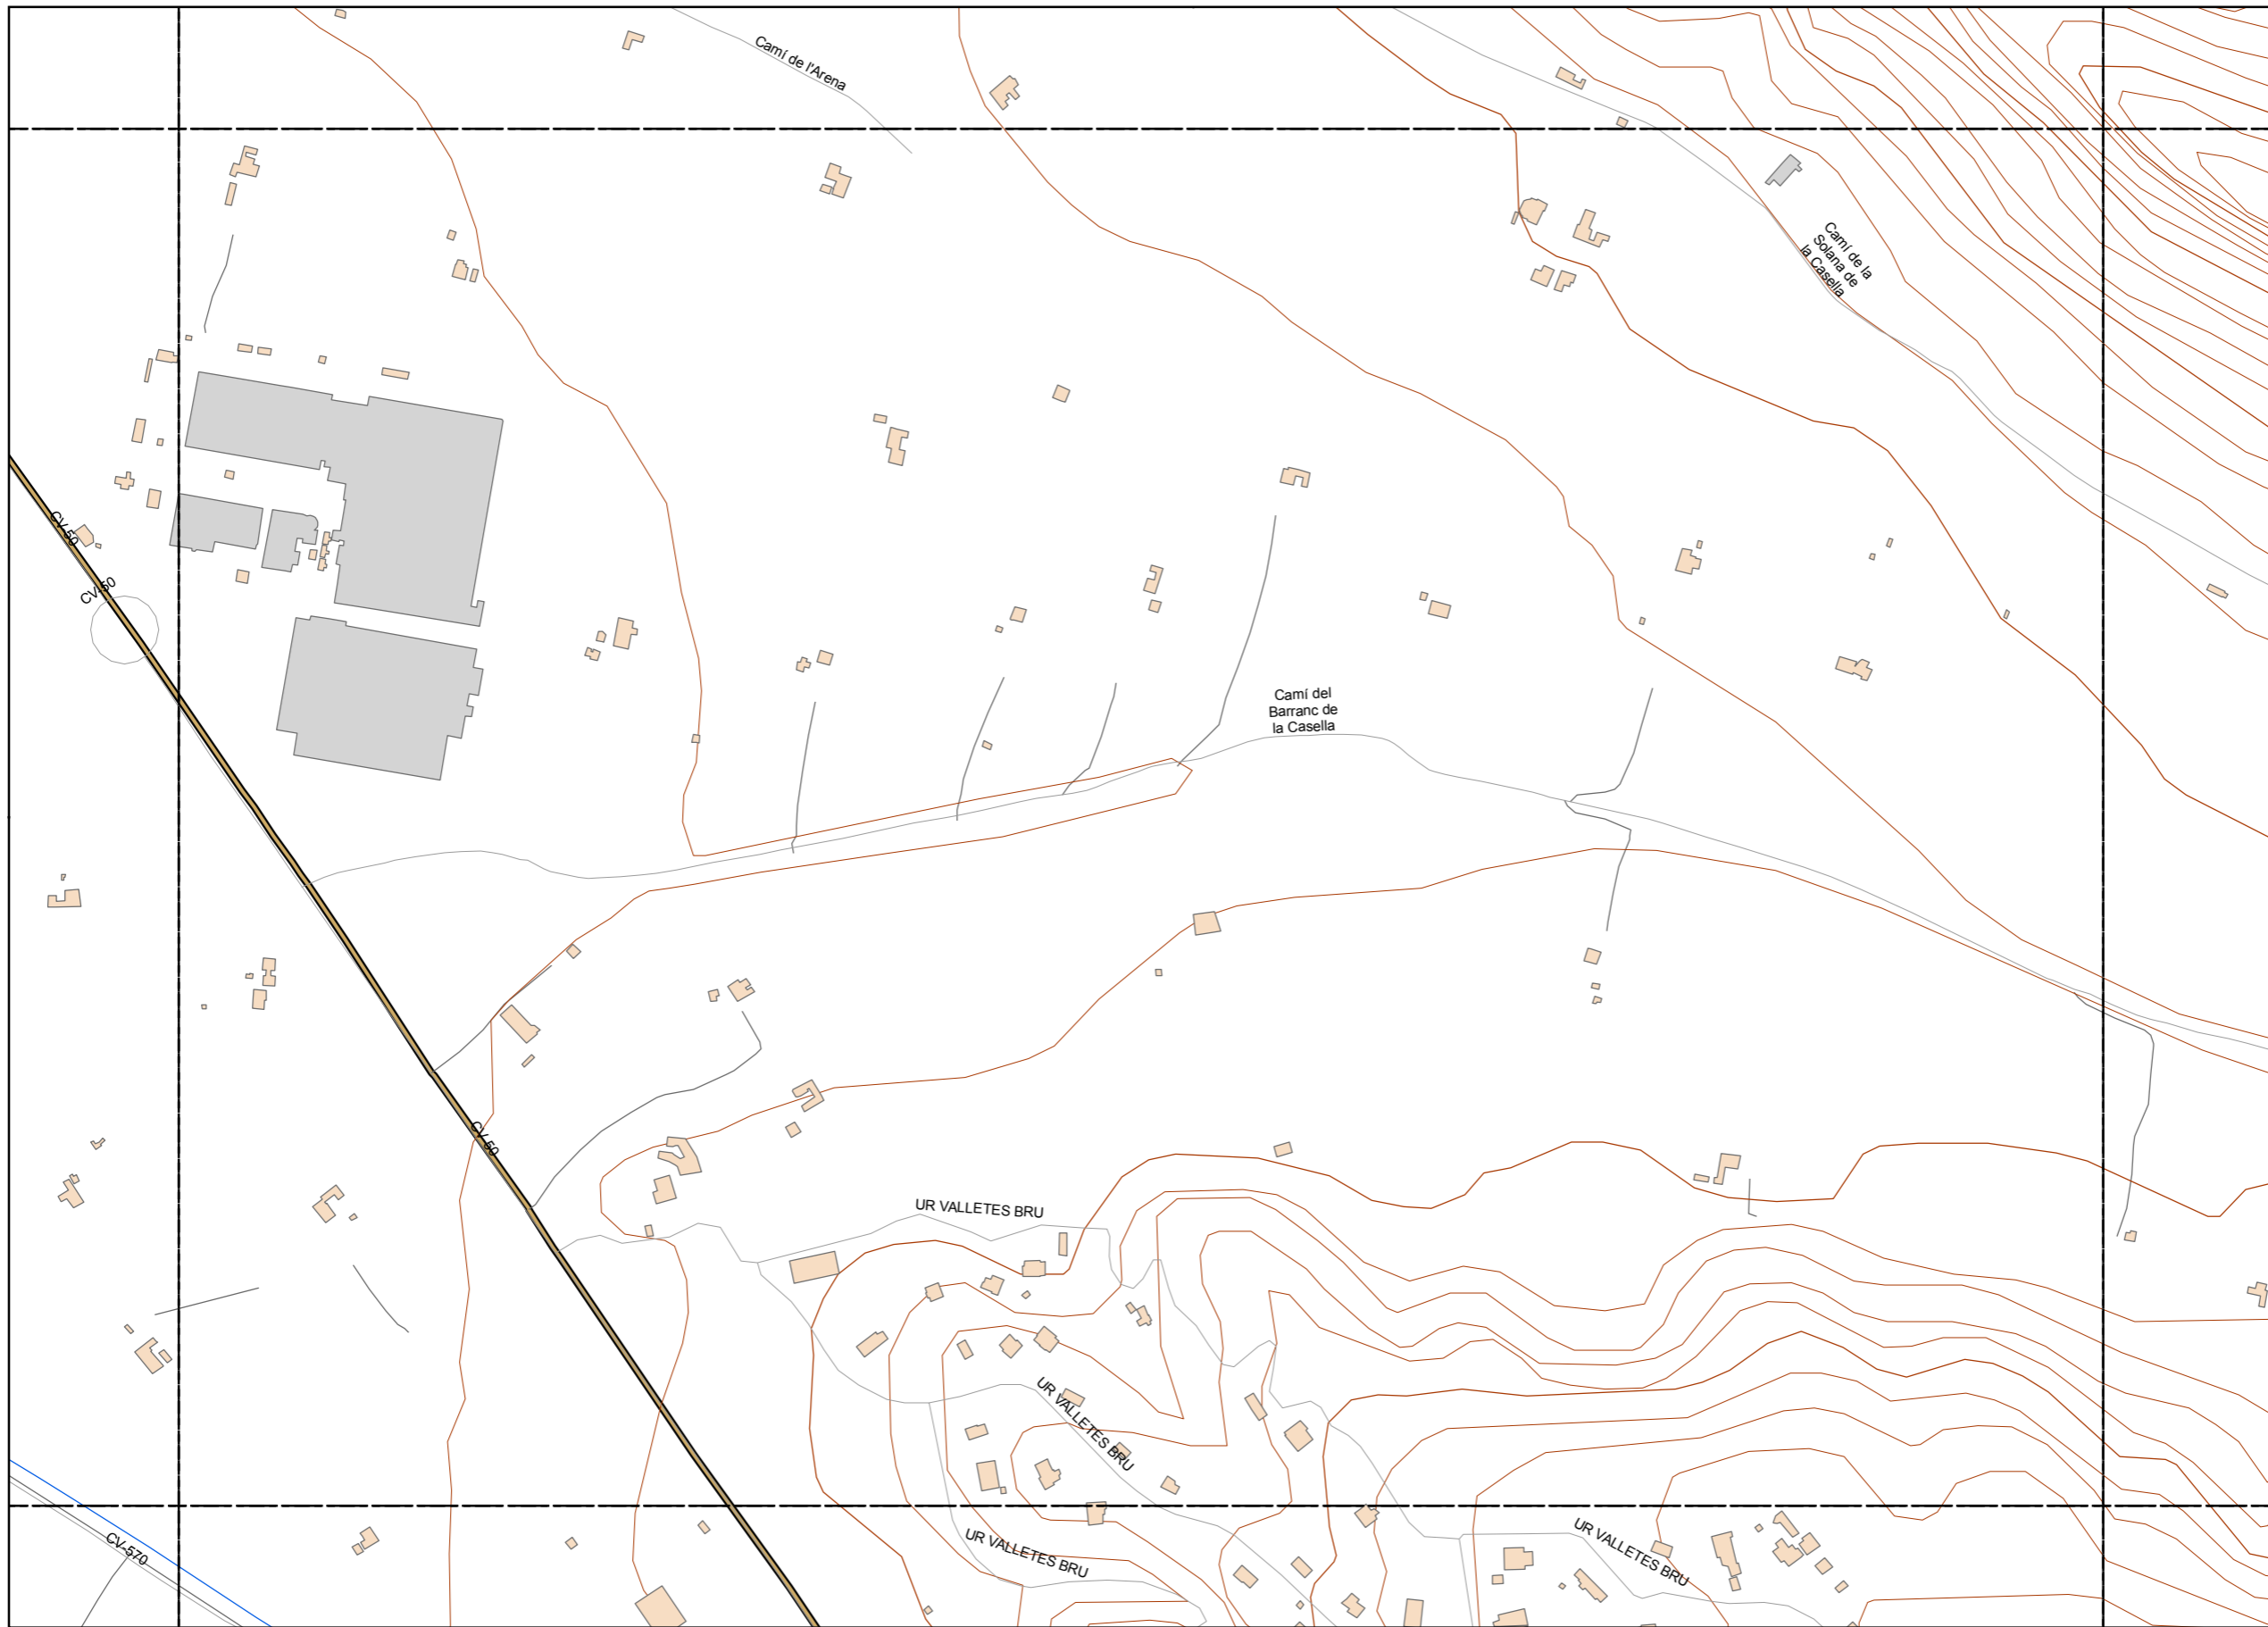 Camí de l'Arena
Camí de la
Solana de
la Casella
CV-50
CV-50
Camí del
Barranc de
la Casella
CV-50
UR VALLETES BRU
UR VALLETES BRU
UR VALLETES BRU
UR VALLETES BRU
CV-570